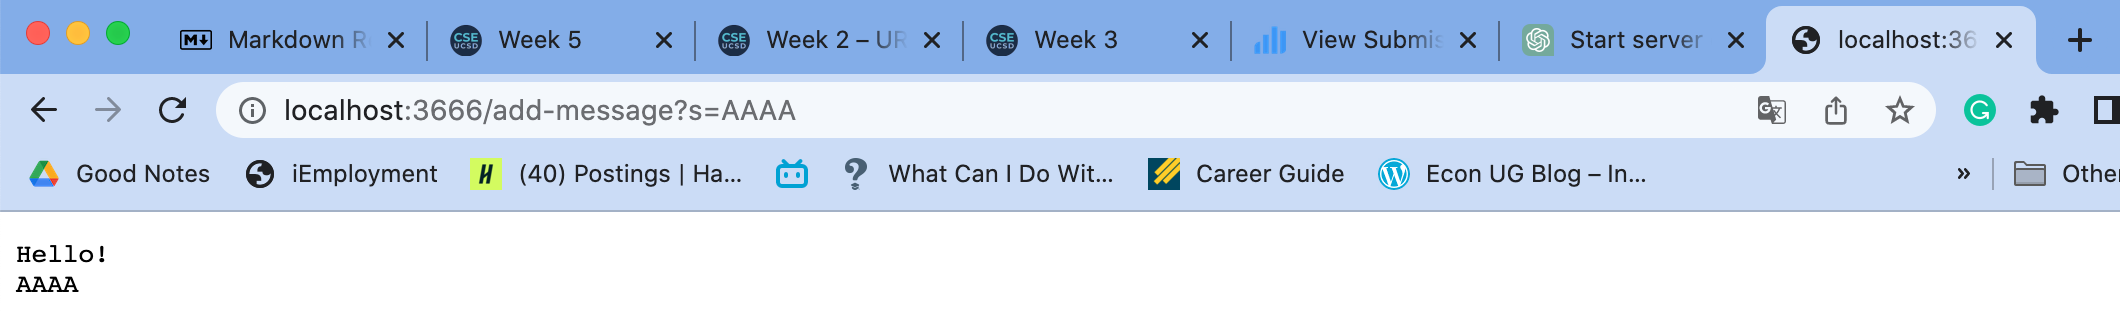 Markdown R
Week 5
Week 2 – UR
Week 3
View Submis
Start server
localhost:36
localhost:3666/add-message?s=AAAA
Good Notes
iEmployment
(40) Postings | Ha...
What Can I Do Wit...
Career Guide
Econ UG Blog – In...
»
Other
Hello!
AAAA